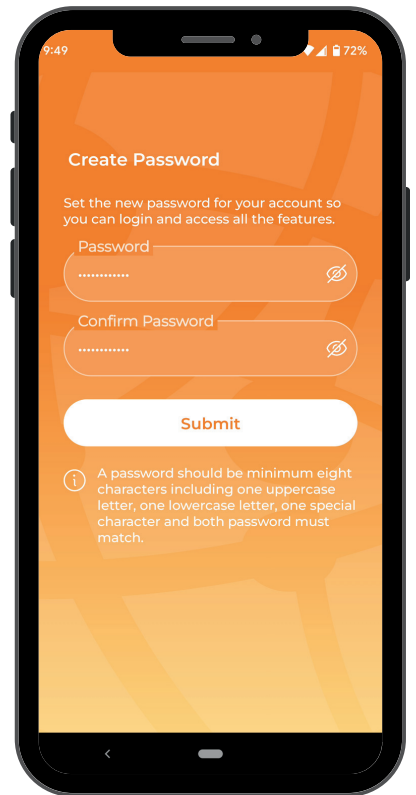 9:49
72%
Create Password
Set the new password for your account so
you can login and access all the features.
Password
············
Confirm Password
············
Submit
A password should be minimum eight
characters including one uppercase
letter, one lowercase letter, one special
character and both password must
match.